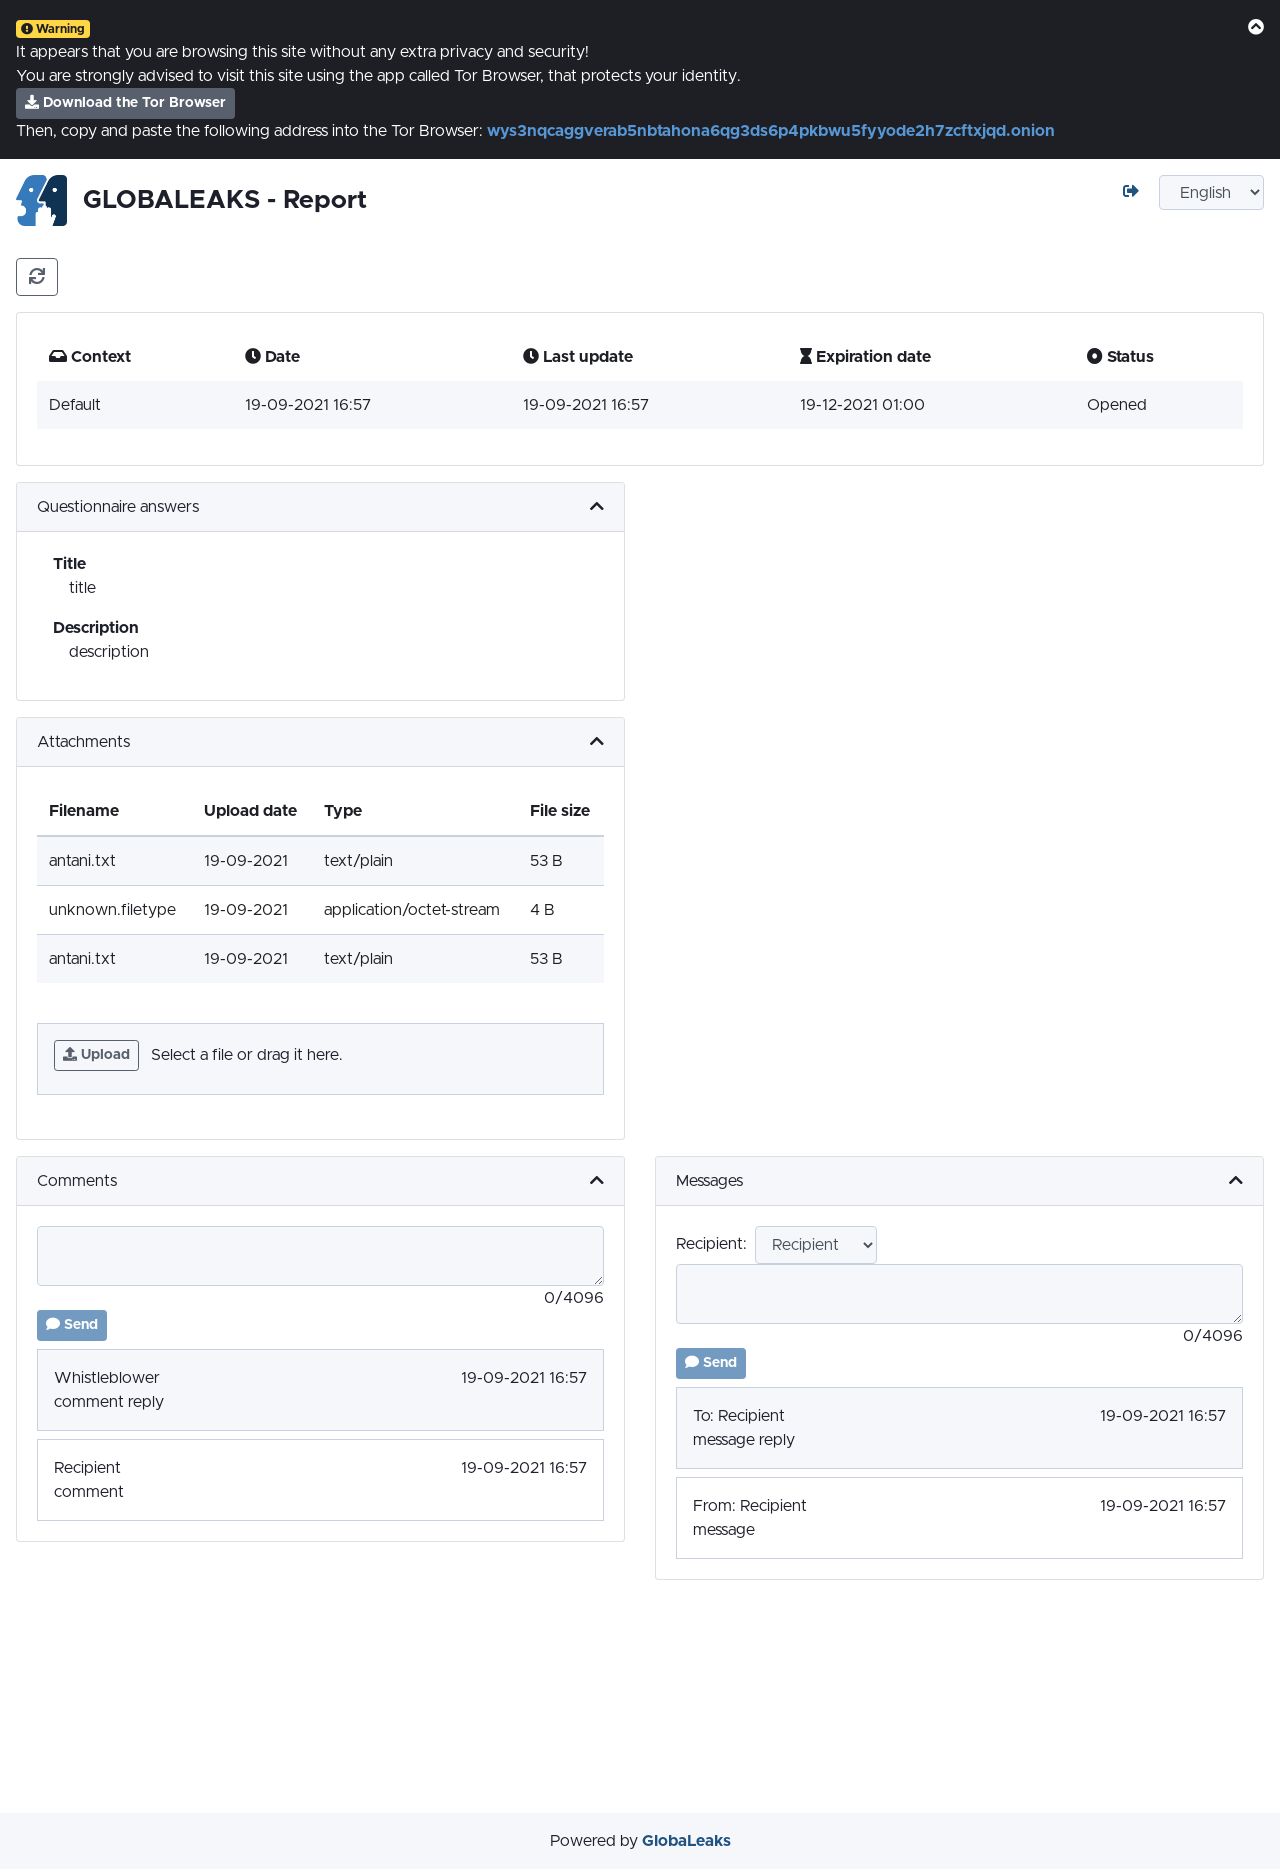 Warning
It appears that you are browsing this site without any extra privacy and security!
You are strongly advised to visit this site using the app called Tor Browser, that protects your identity.
Download the Tor Browser
Then, copy and paste the following address into the Tor Browser: wys3nqcaggverab5nbtahona6qg3ds6p4pkbwu5fyyode2h7zcftxjqd.onion
GLOBALEAKS - Report
English
Context Date Last update Expiration date Status
Default 19-09-2021 16:57 19-09-2021 16:57 19-12-2021 01:00 Opened
Questionnaire answers
Title
title
Description
description
Attachments
Filename Upload date Type File size
antani.txt 19-09-2021 text/plain 53 B
unknown.filetype 19-09-2021 application/octet-stream 4 B
antani.txt 19-09-2021 text/plain 53 B
Upload Select a file or drag it here.
Comments
0/4096
Send
Whistleblower 19-09-2021 16:57
comment reply
Recipient 19-09-2021 16:57
comment
Messages
Recipient: Recipient
0/4096
Send
To: Recipient 19-09-2021 16:57
message reply
From: Recipient 19-09-2021 16:57
message
Powered by GlobaLeaks